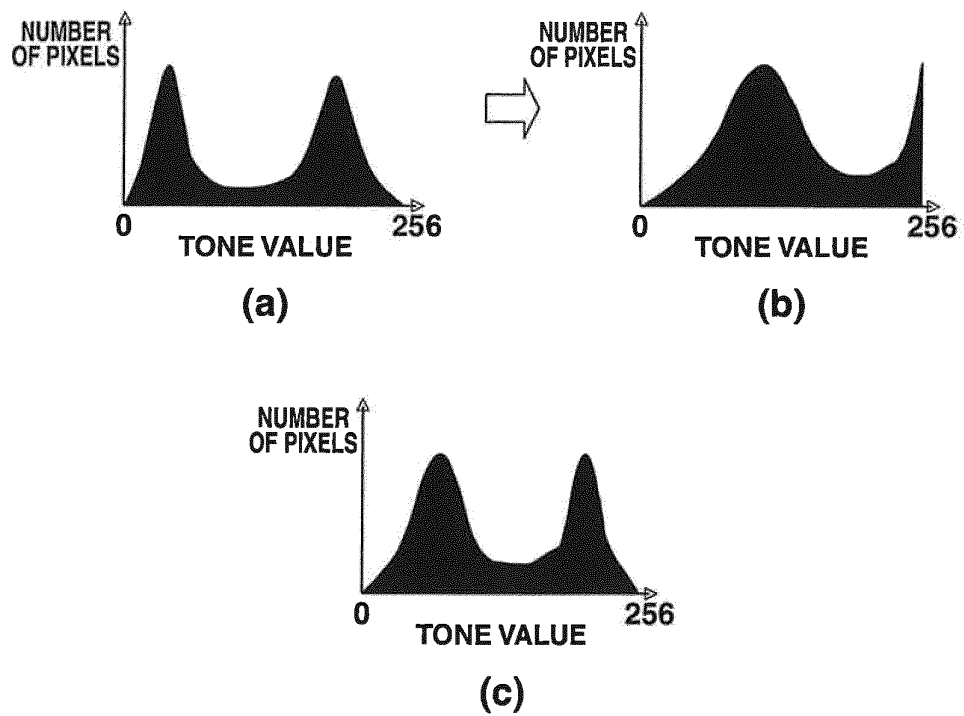 NUMBER
OF PIXELS
0
256
TONE VALUE
(a)
NUMBER
OF PIXELS
0
256
TONE VALUE
(b)
NUMBER
OF PIXELS
0
256
TONE VALUE
(c)